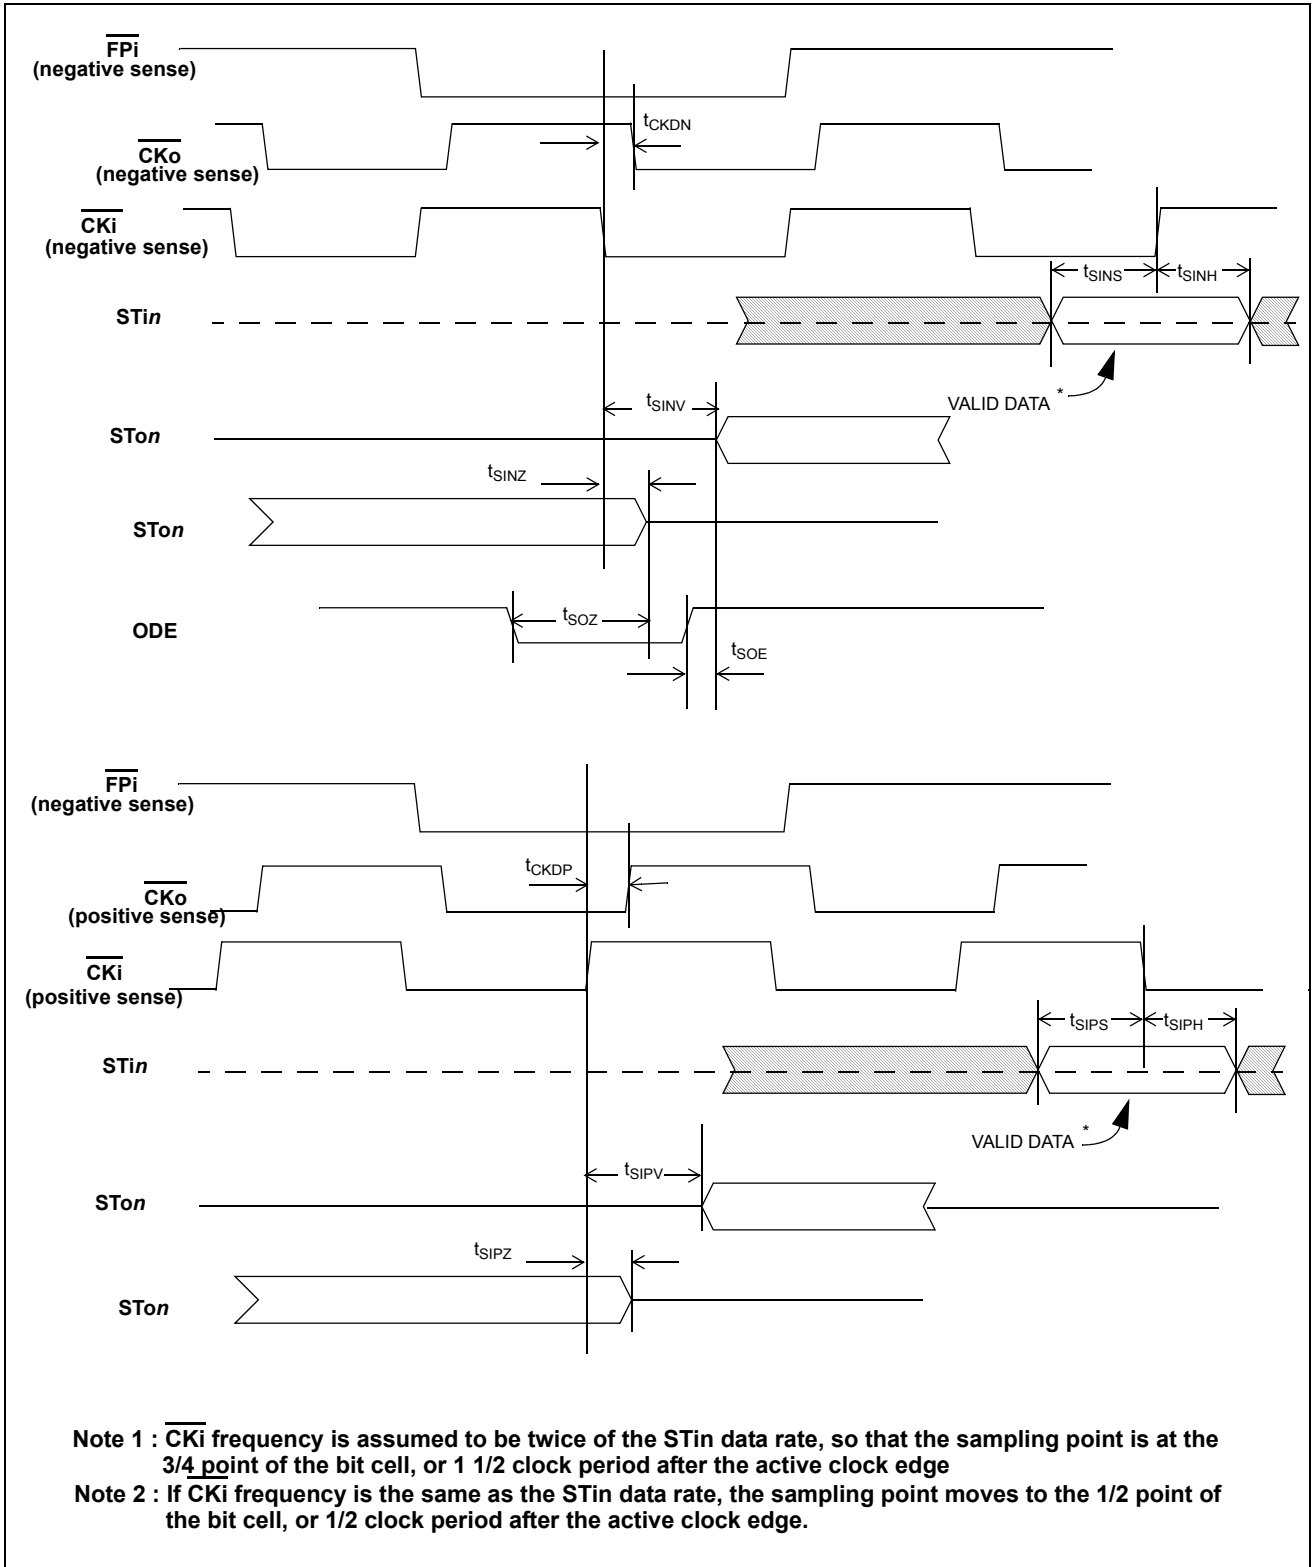 FPi
(negative sense)
tCKDN
CKo
(negative sense)
CKi
(negative sense)
tSINS
tSINH
STin
VALID DATA *
tSINV
STon
tSINZ
STon
tSOZ
ODE
tSOE
FPi
(negative sense)
tCKDP
CKo
(positive sense)
CKi
(positive sense)
tSIPS
tSIPH
STin
VALID DATA *
tSIPV
STon
tSIPZ
STon
Note 1 : CKi frequency is assumed to be twice of the STin data rate, so that the sampling point is at the
3/4 point of the bit cell, or 1 1/2 clock period after the active clock edge
Note 2 : If CKi frequency is the same as the STin data rate, the sampling point moves to the 1/2 point of
the bit cell, or 1/2 clock period after the active clock edge.